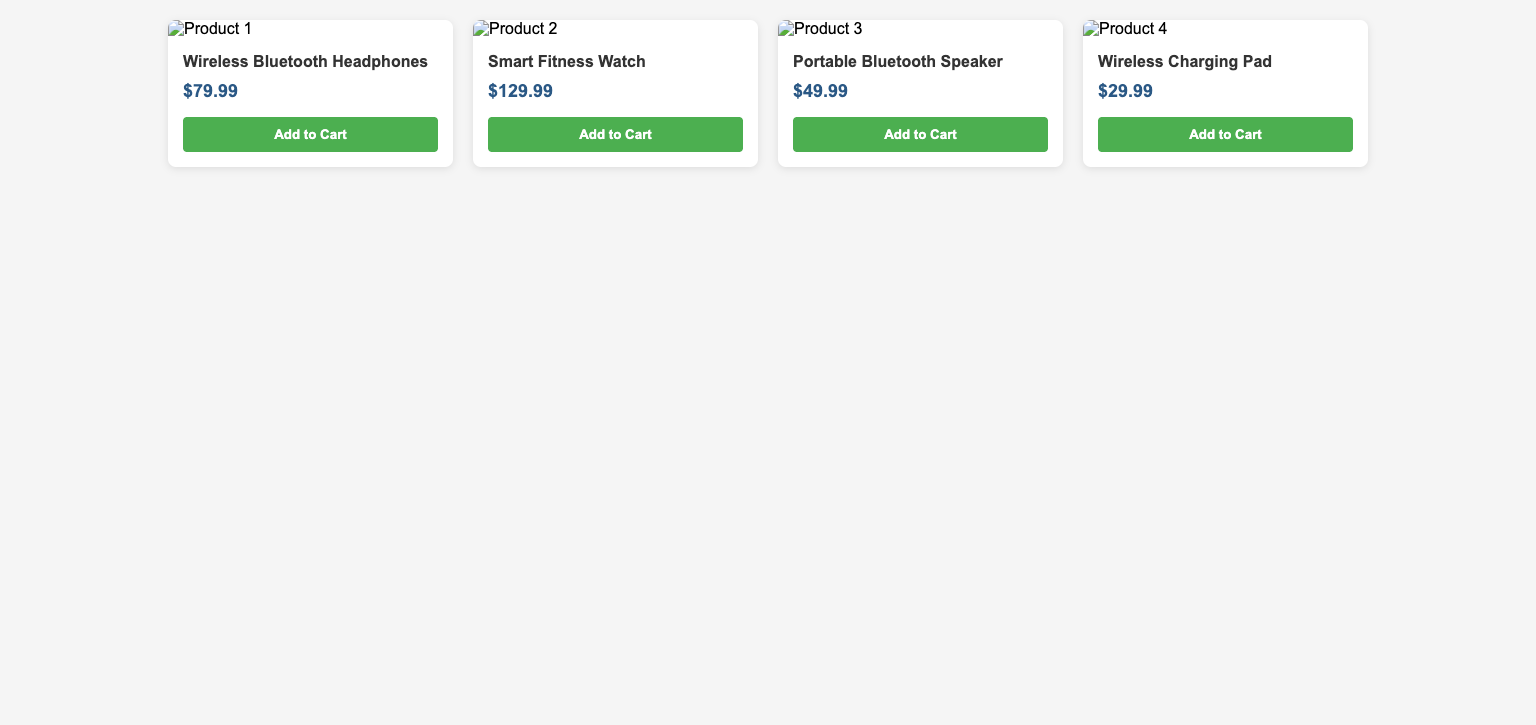 Product 1
Wireless Bluetooth Headphones
$79.99
Add to Cart
Product 2
Smart Fitness Watch
$129.99
Add to Cart
Product 3
Portable Bluetooth Speaker
$49.99
Add to Cart
Product 4
Wireless Charging Pad
$29.99
Add to Cart